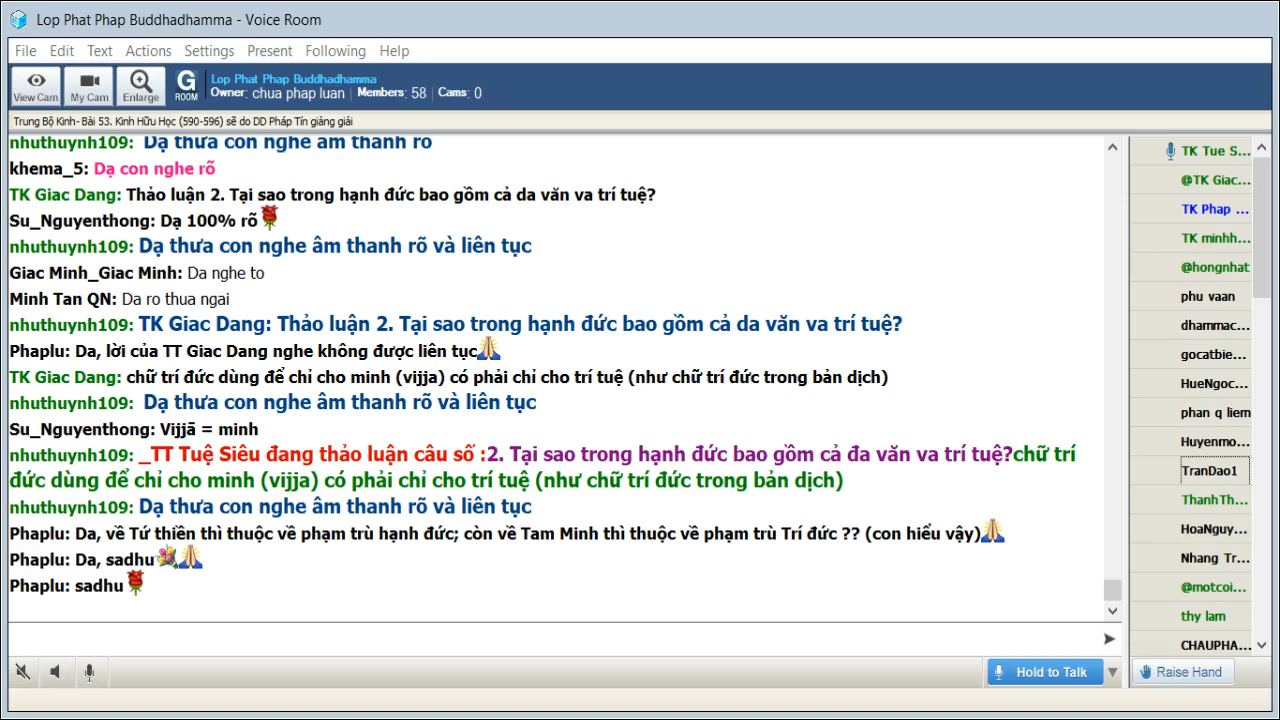 Lop Phat Phap Buddhadhamma - Voice Room
File Edit Text Actions Settings Present Following Help
View Cam My Cam Enlarge G ROOM
Lop Phat Phap Buddhadhamma
Owner: chua phap luan Members: 58 Cams: 0
Trung Bộ Kinh- Bài 53. Kinh Hữu Học (590-596) sẽ do DD Pháp Tín giảng giải
nhuthuynh109: Dạ thưa con nghe âm thanh rõ
khema_5: Dạ con nghe rõ
TK Giac Dang: Thảo luận 2. Tại sao trong hạnh đức bao gồm cả da văn va trí tuệ?
Su_Nguyenthong: Dạ 100% rõ
nhuthuynh109: Dạ thưa con nghe âm thanh rõ và liên tục
Giac Minh_Giac Minh: Da nghe to
Minh Tan QN: Da ro thua ngai
nhuthuynh109: TK Giac Dang: Thảo luận 2. Tại sao trong hạnh đức bao gồm cả da văn va trí tuệ?
Phaplu: Da, lời của TT Giac Dang nghe không được liên tục
TK Giac Dang: chữ trí đức dùng để chỉ cho minh (vijja) có phải chỉ cho trí tuệ (như chữ trí đức trong bản dịch)
nhuthuynh109: Dạ thưa con nghe âm thanh rõ và liên tục
Su_Nguyenthong: Vijjā = minh
nhuthuynh109: _TT Tuệ Siêu đang thảo luận câu số :2. Tại sao trong hạnh đức bao gồm cả đa văn va trí tuệ?chữ trí
đức dùng để chỉ cho minh (vijja) có phải chỉ cho trí tuệ (như chữ trí đức trong bản dịch)
nhuthuynh109: Dạ thưa con nghe âm thanh rõ và liên tục
Phaplu: Da, về Tứ thiền thì thuộc về phạm trù hạnh đức; còn về Tam Minh thì thuộc về phạm trù Trí đức ?? (con hiểu vậy)
Phaplu: Da, sadhu
Phaplu: sadhu
TK Tue S...
@TK Giac...
TK Phap ...
TK minhh...
@hongnhat
phu vaan
dhammac...
gocatbie...
HueNgoc...
phan q liem
Huyenmo...
TranDao1
ThanhTh...
HoaNguy...
Nhang Tr...
@motcoi...
thy lam
CHAUPHA...
Hold to Talk
Raise Hand